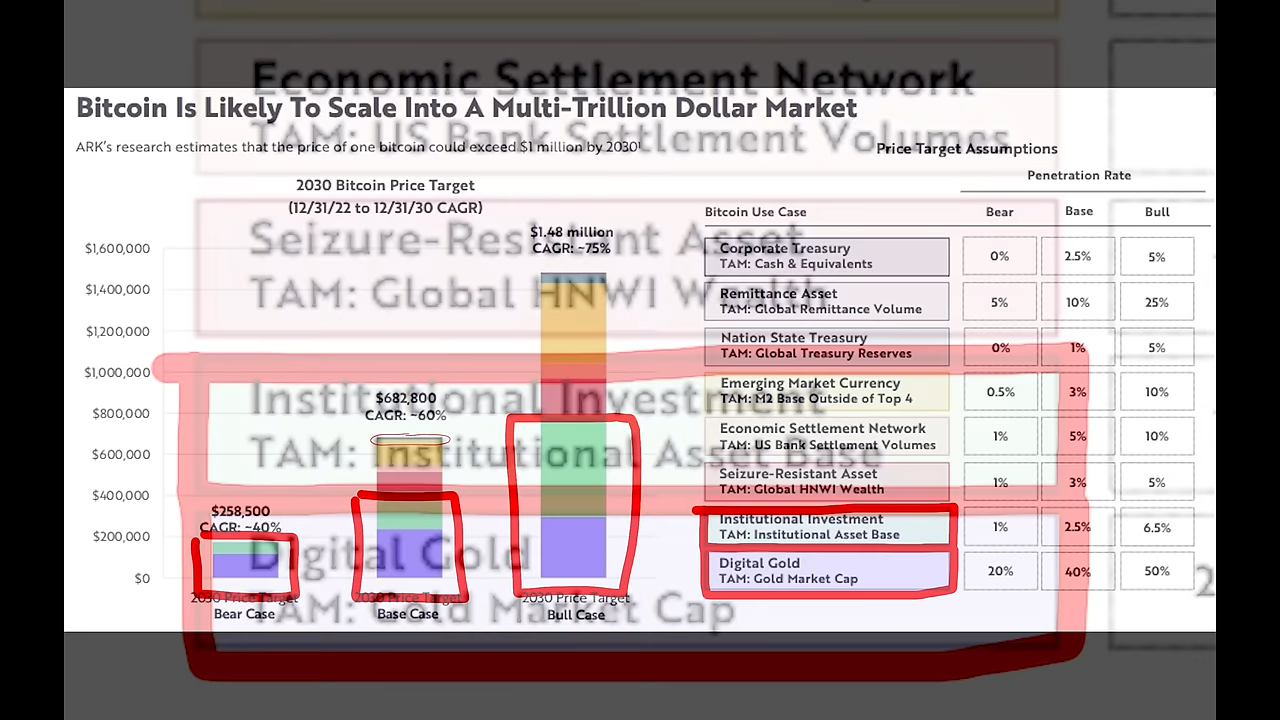 Economic Settlement Network
Bitcoin Is Likely To Scale Into A Multi-Trillion Dollar Market
TAM: US Bank Settlement Volumes
ARK's research estimates that the price of one bitcoin could exceed $1 million by 2030¹
Price Target Assumptions
Penetration Rate
2030 Bitcoin Price Target
(12/31/22 to 12/31/30 CAGR)
Bitcoin Use Case
Bear
Base
Bull
Seizure-Resistant Asset
TAM: Global HNWI Wealth
Institutional Investment
TAM: Institutional Asset Base
Digital Gold
TAM: Gold Market Cap
2
$1,600,000
$1,400,000
$1,200,000
$1,000,000
$800,000
$600,000
$400,000
$200,000
$0
$258,500
CAGR: ~40%
2030 Price Target
Bear Case
$682,800
CAGR: ~60%
2030 Price Target
Base Case
$1.48 million
CAGR: ~75%
2030 Price Target
Bull Case
Corporate Treasury
TAM: Cash & Equivalents
0%
2.5%
5%
Remittance Asset
TAM: Global Remittance Volume
5%
10%
25%
Nation State Treasury
TAM: Global Treasury Reserves
0%
1%
5%
Emerging Market Currency
TAM: M2 Base Outside of Top 4
0.5%
3%
10%
Economic Settlement Network
TAM: US Bank Settlement Volumes
1%
5%
10%
Seizure-Resistant Asset
TAM: Global HNWI Wealth
1%
3%
5%
Institutional Investment
TAM: Institutional Asset Base
1%
2.5%
6.5%
Digital Gold
TAM: Gold Market Cap
20%
40%
50%